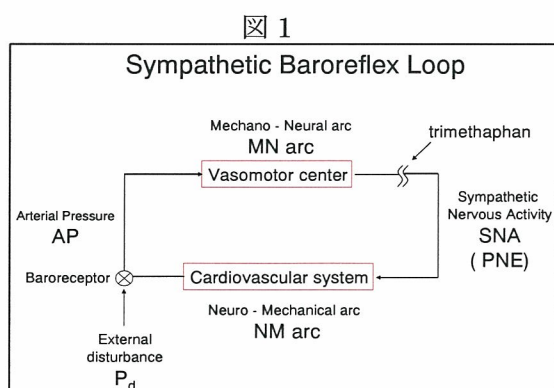 図 1
Sympathetic Baroreflex Loop
Mechano - Neural arc
MN arc
trimethaphan
Vasomotor center
Arterial Pressure
AP
Sympathetic
Nervous Activity
SNA
( PNE )
Baroreceptor
Cardiovascular system
Neuro - Mechanical arc
NM arc
External
disturbance
Pd